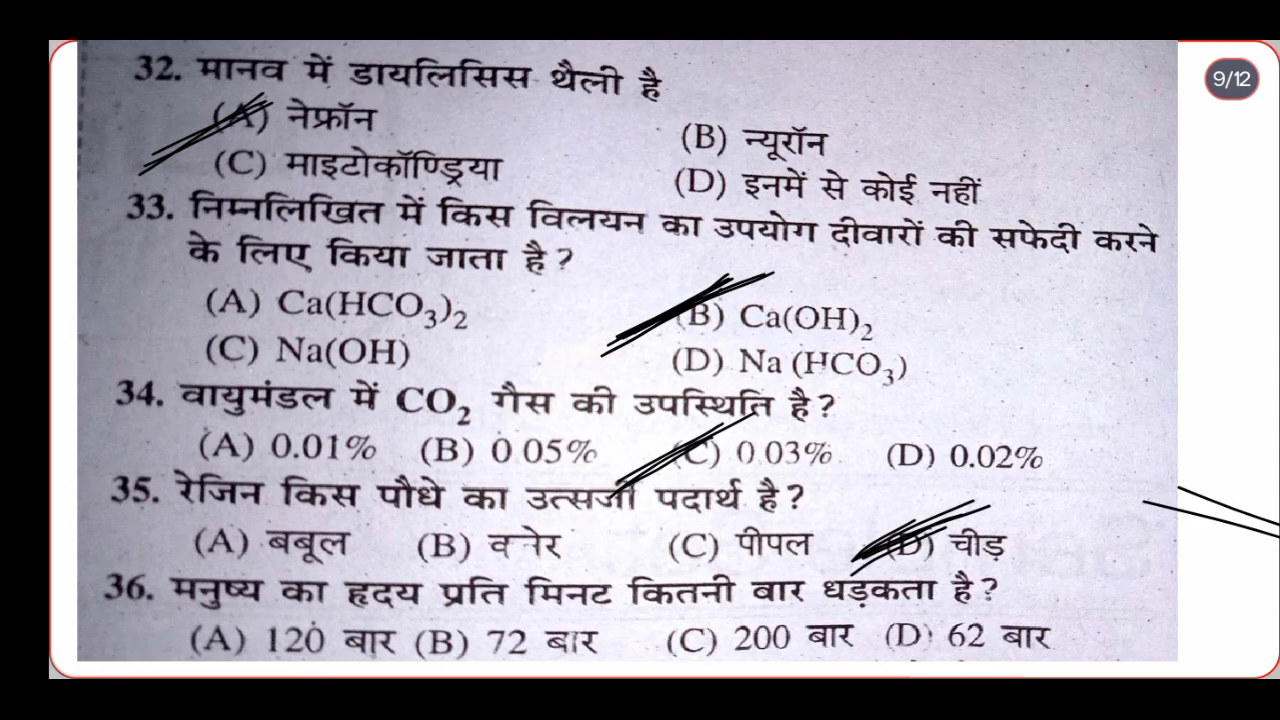 9/12
32. मानव में डायलिसिस थैली है
(A) नेफ्रॉन (B) न्यूरॉन
(C) माइटोकॉण्ड्रिया (D) इनमें से कोई नहीं
33. निम्नलिखित में किस विलयन का उपयोग दीवारों की सफेदी करने
के लिए किया जाता है ?
(A) Ca(HCO₃)₂ (B) Ca(OH)₂
(C) Na(OH) (D) Na (HCO₃)
34. वायुमंडल में CO₂ गैस की उपस्थिति है ?
(A) 0.01% (B) 0 05% (C) 0.03% (D) 0.02%
35. रेजिन किस पौधे का उत्सर्जी पदार्थ है ?
(A) बबूल (B) कनेर (C) पीपल (D) चीड़
36. मनुष्य का हृदय प्रति मिनट कितनी बार धड़कता है ?
(A) 120 बार (B) 72 बार (C) 200 बार (D) 62 बार